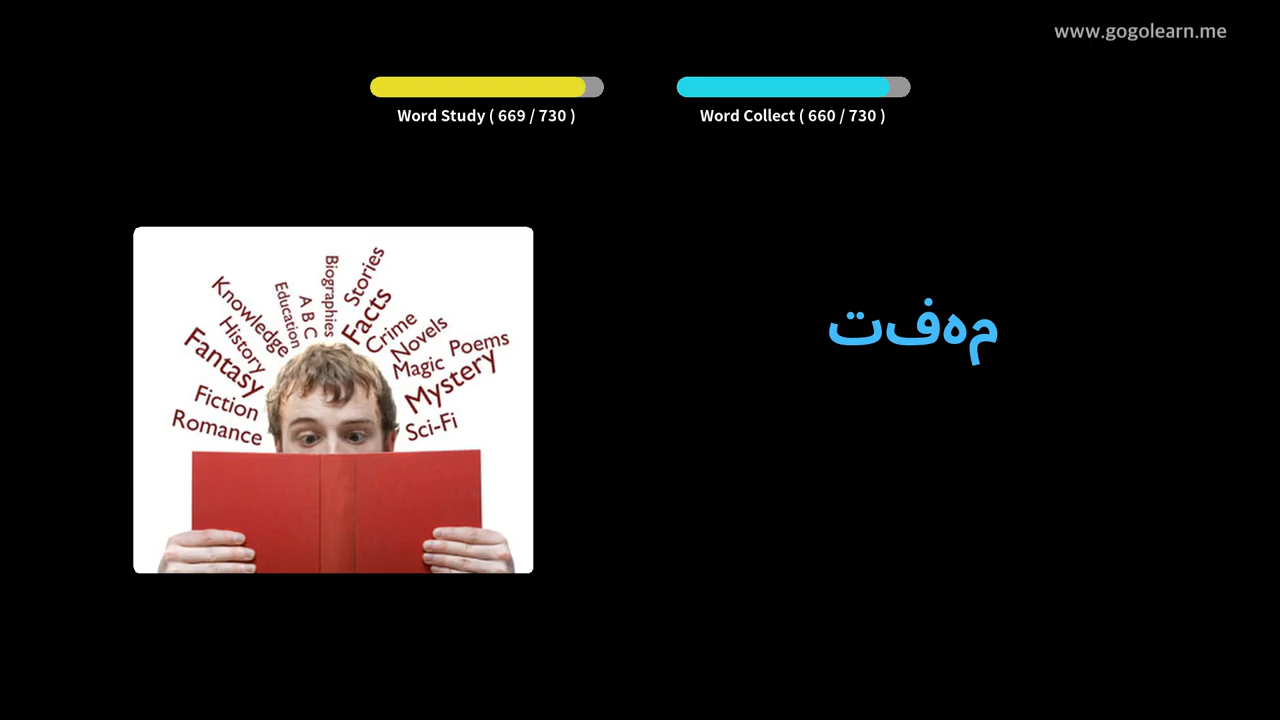 www.gogolearn.me
Word Study ( 669 / 730 )
Word Collect ( 660 / 730 )
مهفت
Biographies
Stories
Education
A B C
Facts
Knowledge
Crime
History
Novels
Poems
Fantasy
Magic
Mystery
Fiction
Romance
Sci-Fi